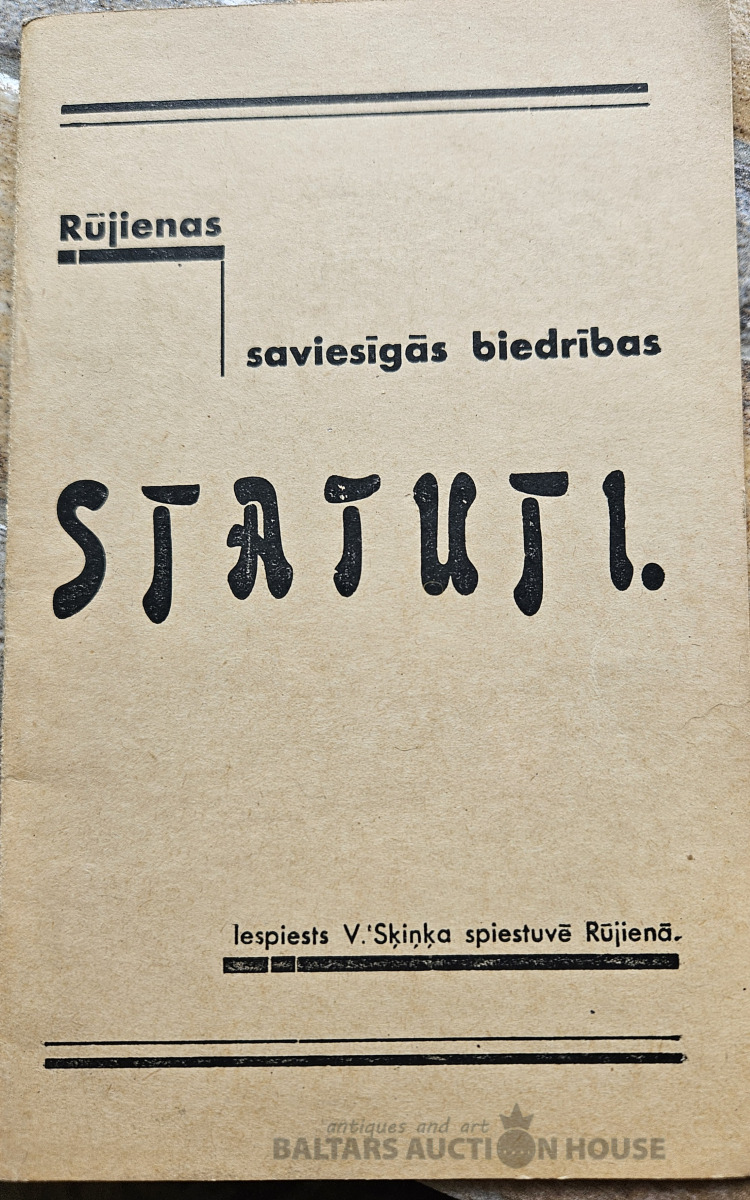 Rūjienas
saviesīgās biedrības
STATUTI.
Iespiests V. Sķiņķa spiestuvē Rūjienā.
antiques and art
BALTARS AUCTION HOUSE